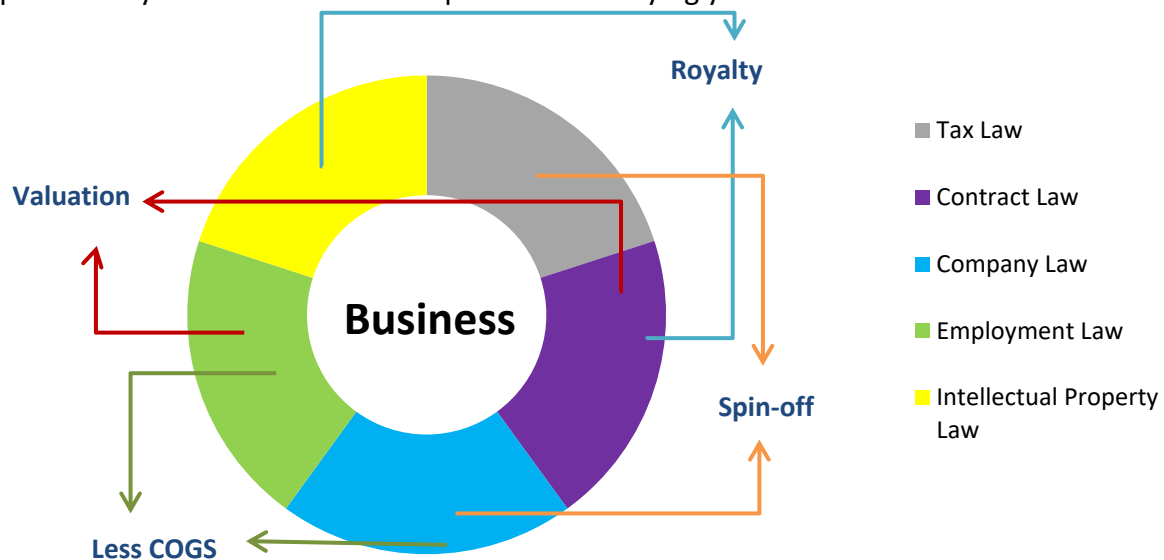 Royalty
Tax Law
Valuation
Contract Law
Company Law
Business
Employment Law
Spin-off
Intellectual Property
Law
Less COGS